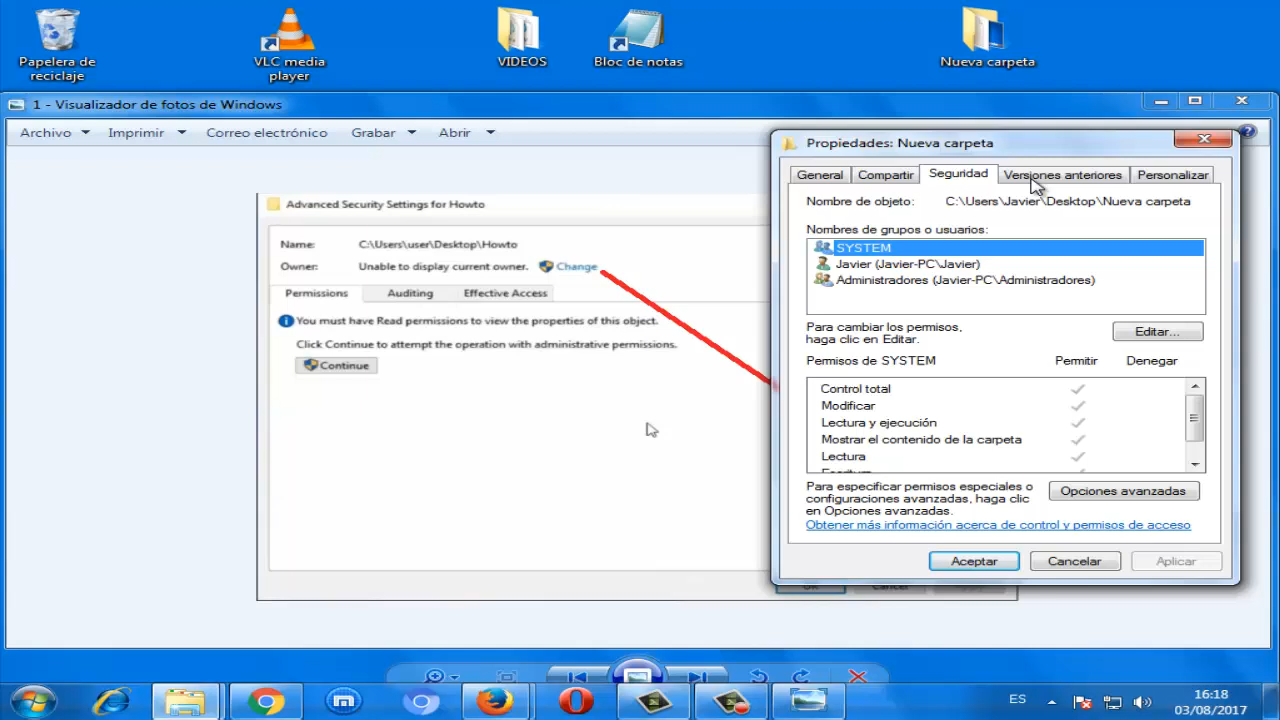 Papelera de
reciclaje
VLC media
player
VIDEOS
Bloc de notas
Nueva carpeta
1 - Visualizador de fotos de Windows
Archivo
Imprimir
Correo electrónico
Grabar
Abrir
Advanced Security Settings for Howto
Name: C:\Users\user\Desktop\Howto
Owner: Unable to display current owner. Change
Permissions Auditing Effective Access
You must have Read permissions to view the properties of this object.
Click Continue to attempt the operation with administrative permissions.
Continue
Propiedades: Nueva carpeta
General Compartir Seguridad Versiones anteriores Personalizar
Nombre de objeto: C:\Users\Javier\Desktop\Nueva carpeta
Nombres de grupos o usuarios:
SYSTEM
Javier (Javier-PC\Javier)
Administradores (Javier-PC\Administradores)
Para cambiar los permisos,
haga clic en Editar.
Editar...
Permisos de SYSTEM Permitir Denegar
Control total
Modificar
Lectura y ejecución
Mostrar el contenido de la carpeta
Lectura
Escritura
Para especificar permisos especiales o
configuraciones avanzadas, haga clic
en Opciones avanzadas.
Opciones avanzadas
Obtener más información acerca de control y permisos de acceso
Aceptar Cancelar Aplicar
ES
16:18
03/08/2017